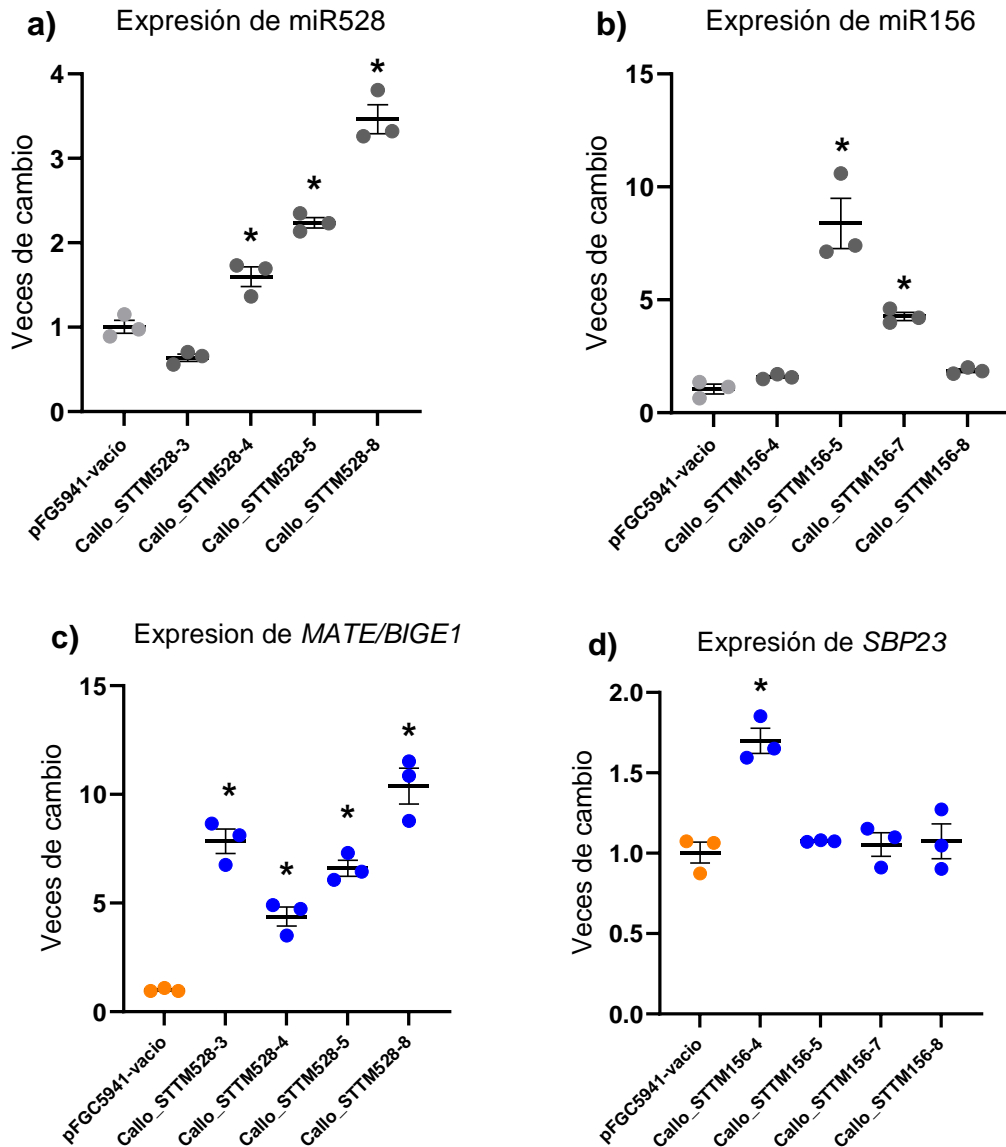 a) Expresión de miR528
Veces de cambio
4
3
2
1
0
*
*
*
pFG5941-vacío
Callo_STTM528-3
Callo_STTM528-4
Callo_STTM528-5
Callo_STTM528-8
b) Expresión de miR156
Veces de cambio
15
10
5
0
*
*
pFGC5941-vacío
Callo_STTM156-4
Callo_STTM156-5
Callo_STTM156-7
Callo_STTM156-8
c) Expresion de MATE/BIGE1
Veces de cambio
15
10
5
0
*
*
*
*
pFGC5941-vacio
Callo_STTM528-3
Callo_STTM528-4
Callo_STTM528-5
Callo_STTM528-8
d) Expresión de SBP23
Veces de cambio
2.0
1.5
1.0
0.5
0.0
*
pFGC5941-vacio
Callo_STTM156-4
Callo_STTM156-5
Callo_STTM156-7
Callo_STTM156-8